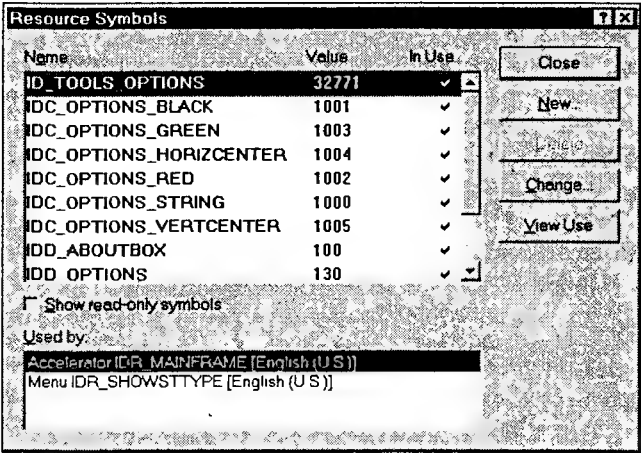 Resource Symbols
Name Value In Use
ID_TOOLS_OPTIONS 32771
IDC_OPTIONS_BLACK 1001
IDC_OPTIONS_GREEN 1003
IDC_OPTIONS_HORIZCENTER 1004
IDC_OPTIONS_RED 1002
IDC_OPTIONS_STRING 1000
IDC_OPTIONS_VERTCENTER 1005
IDD_ABOUTBOX 100
IDD_OPTIONS 130
Close
New...
Delete
Change...
View Use
Show read-only symbols
Used by:
Accelerator IDR_MAINFRAME [English (U S )]
Menu IDR_SHOWSTTYPE [English (U S )]